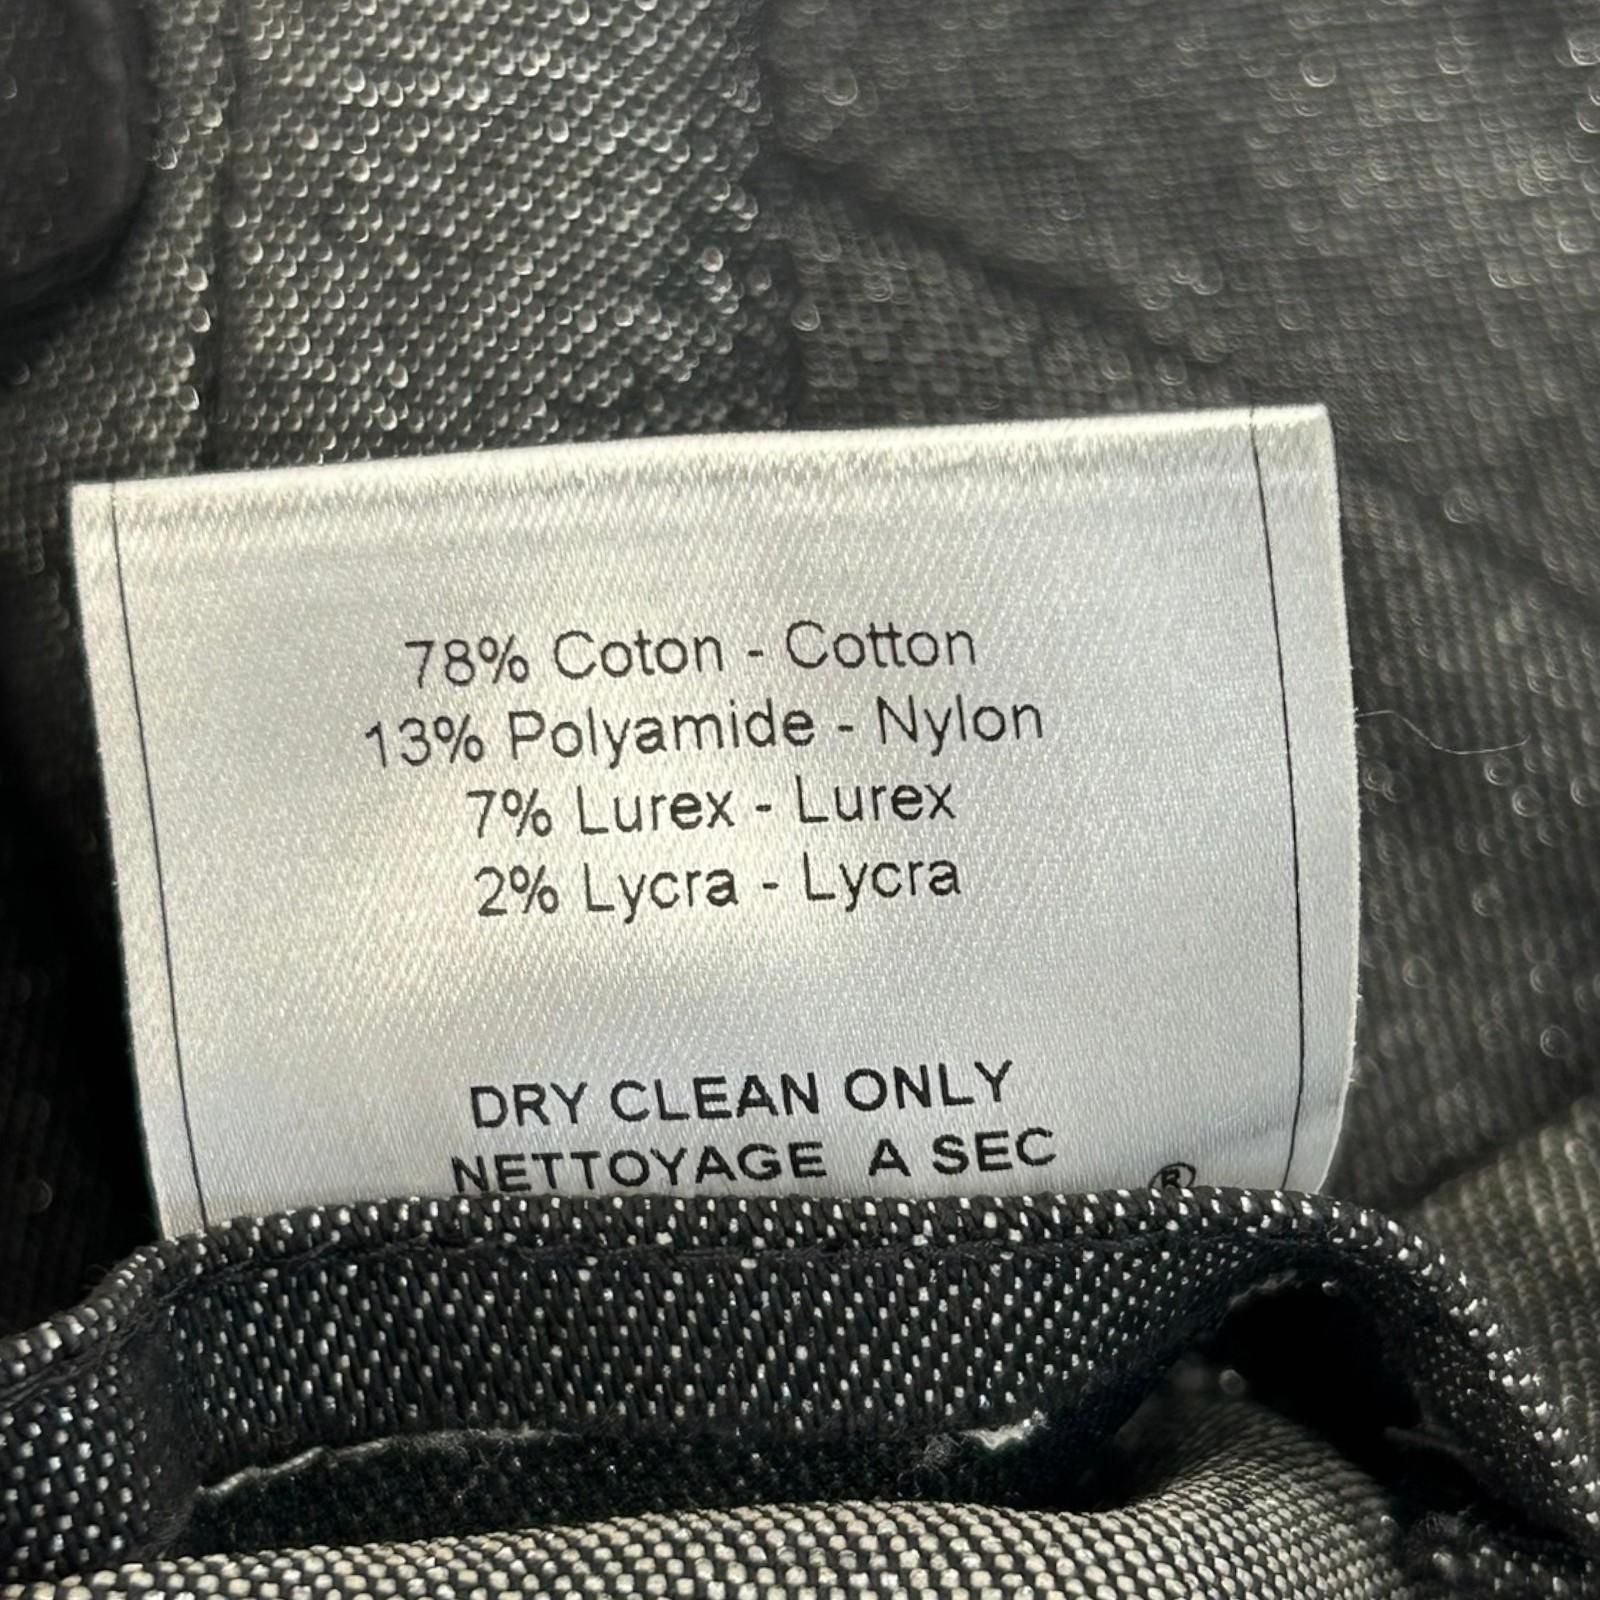 78% Coton - Cotton
13% Polyamide - Nylon
7% Lurex - Lurex
2% Lycra - Lycra
DRY CLEAN ONLY
NETTOYAGE A SEC
®